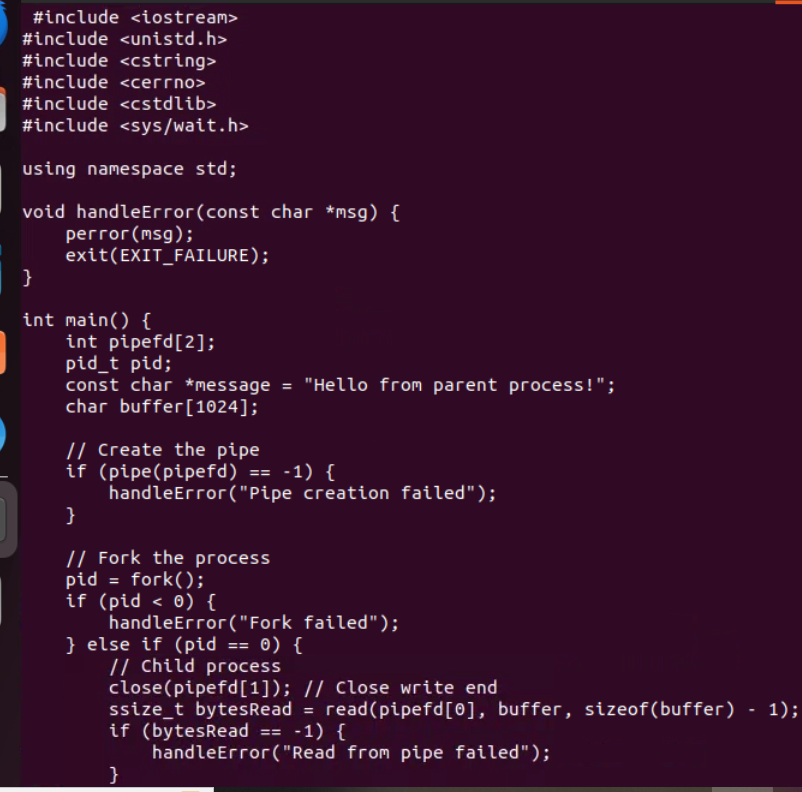 #include <iostream>
#include <unistd.h>
#include <cstring>
#include <cerrno>
#include <cstdlib>
#include <sys/wait.h>

using namespace std;

void handleError(const char *msg) {
    perror(msg);
    exit(EXIT_FAILURE);
}

int main() {
    int pipefd[2];
    pid_t pid;
    const char *message = "Hello from parent process!";
    char buffer[1024];

    // Create the pipe
    if (pipe(pipefd) == -1) {
        handleError("Pipe creation failed");
    }

    // Fork the process
    pid = fork();
    if (pid < 0) {
        handleError("Fork failed");
    } else if (pid == 0) {
        // Child process
        close(pipefd[1]); // Close write end
        ssize_t bytesRead = read(pipefd[0], buffer, sizeof(buffer) - 1);
        if (bytesRead == -1) {
            handleError("Read from pipe failed");
        }